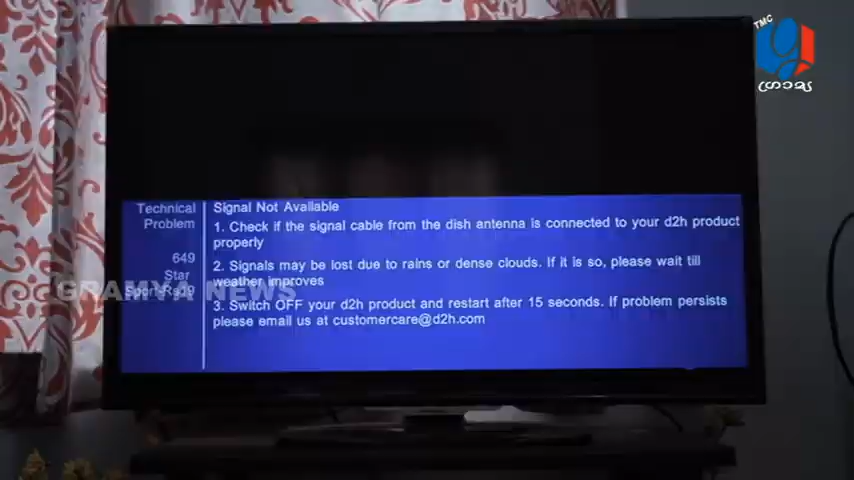 TMC
ഗ്രാമ്യ
Technical
Problem
649
Star
Signal Not Available
1. Check if the signal cable from the dish antenna is connected to your d2h product
properly
2. Signals may be lost due to rains or dense clouds. If it is so, please wait till
weather improves
3. Switch OFF your d2h product and restart after 15 seconds. If problem persists
please email us at customercare@d2h.com
GRAMYA NEWS